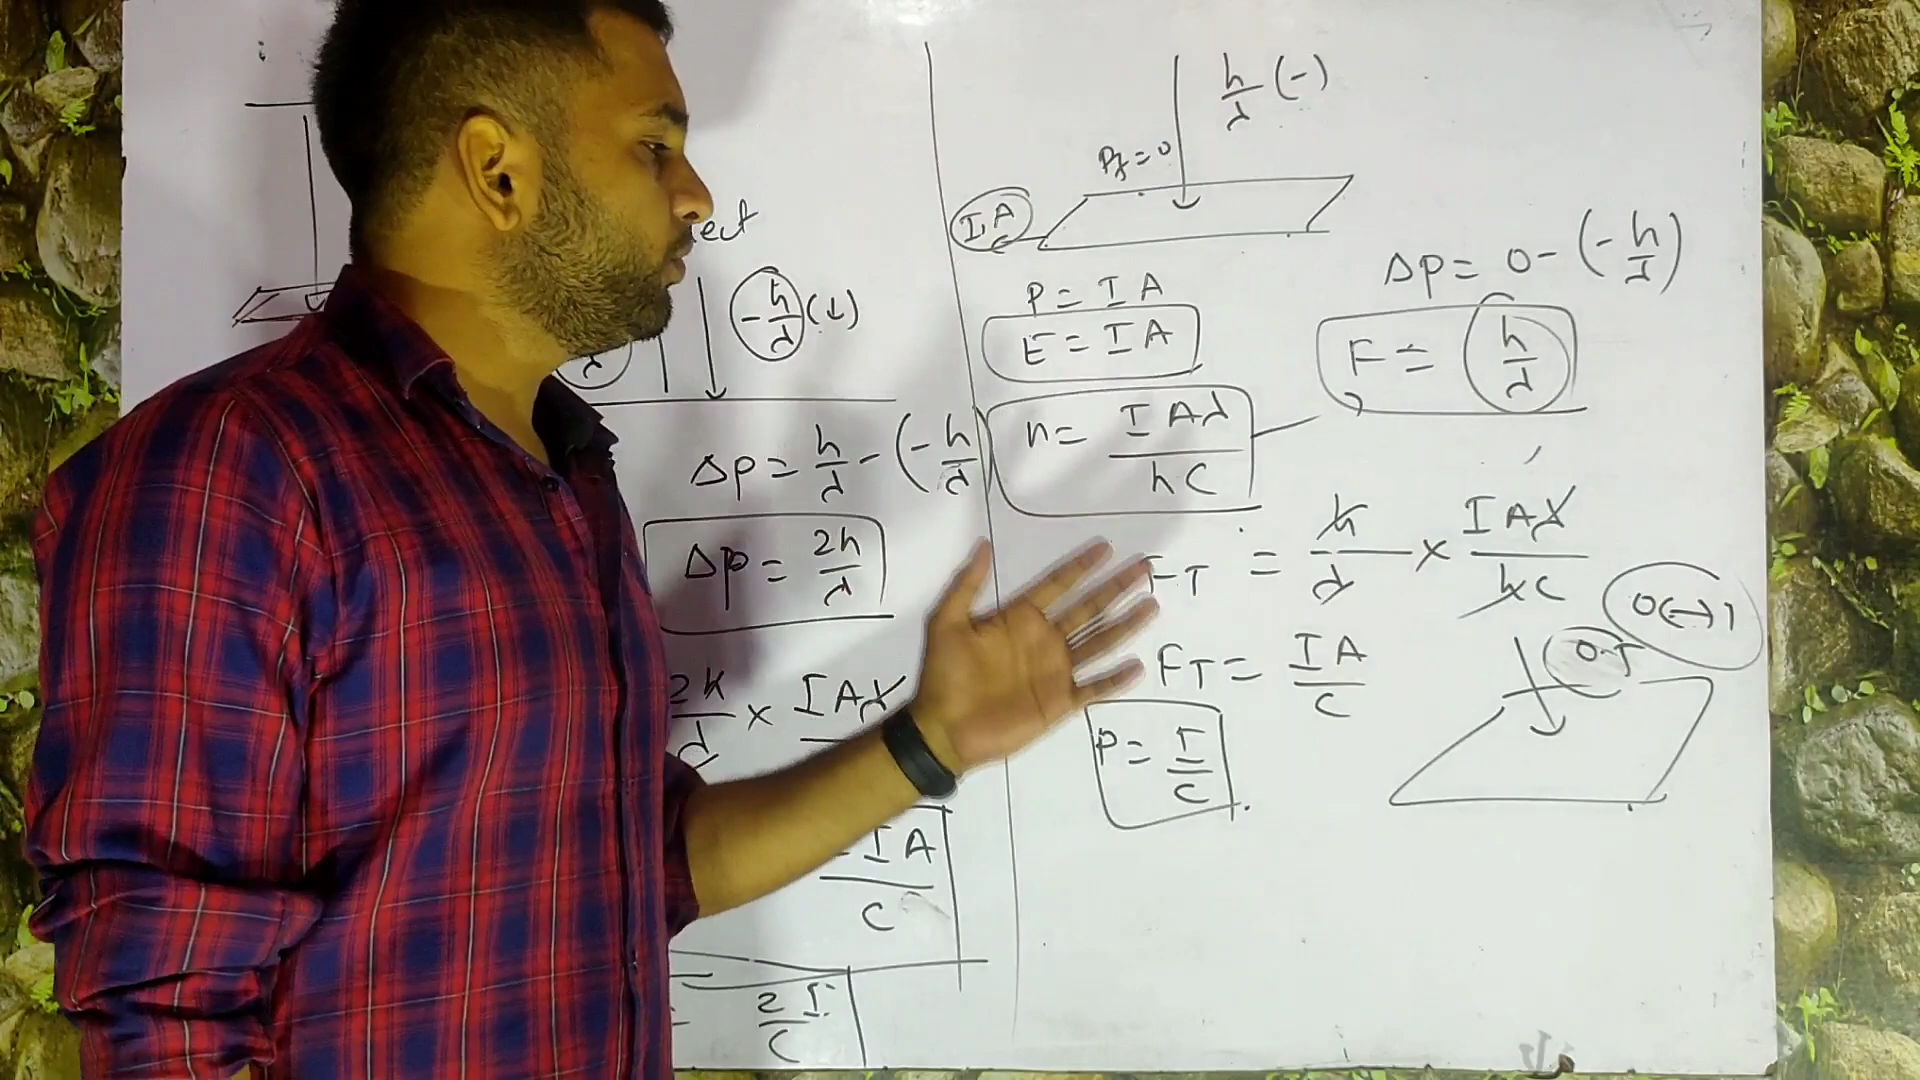 ect
-h/λ (↓)
λ
Δp = h/λ - (-h/λ)
Δp = 2h/λ
2h/λ × IAλ
IA/C
2I/C
h/λ (-)
Pf = 0
IA
P = IA
E = IA
n = IAλ/hC
Δp = 0 - (-h/λ)
F = h/λ
FT = h/λ × IAλ/hC
FT = IA/C
P = I/C
0.5
0 ↔ 1